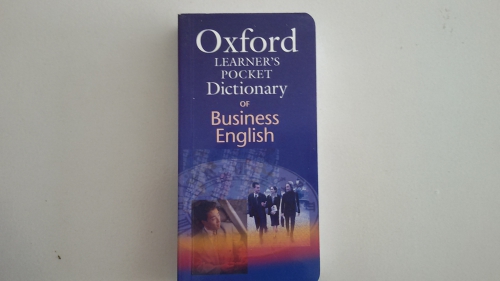 Oxford
LEARNER'S
POCKET
Dictionary
OF
Business
English